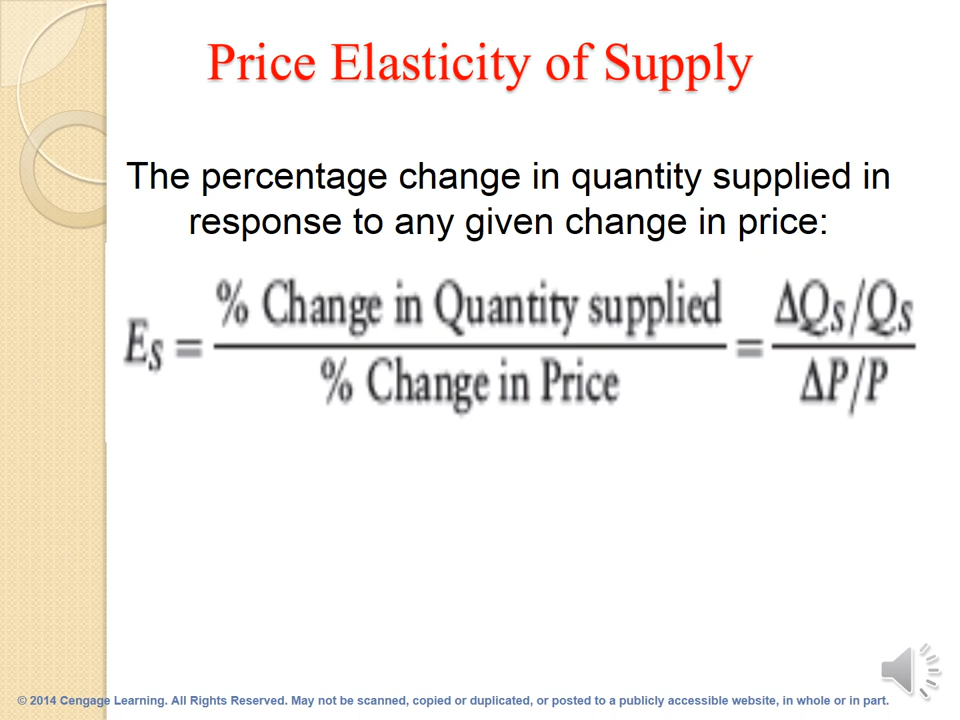 Price Elasticity of Supply
The percentage change in quantity supplied in
response to any given change in price:
E_S = % Change in Quantity supplied / % Change in Price = ΔQ_S/Q_S / ΔP/P
© 2014 Cengage Learning. All Rights Reserved. May not be scanned, copied or duplicated, or posted to a publicly accessible website, in whole or in part.